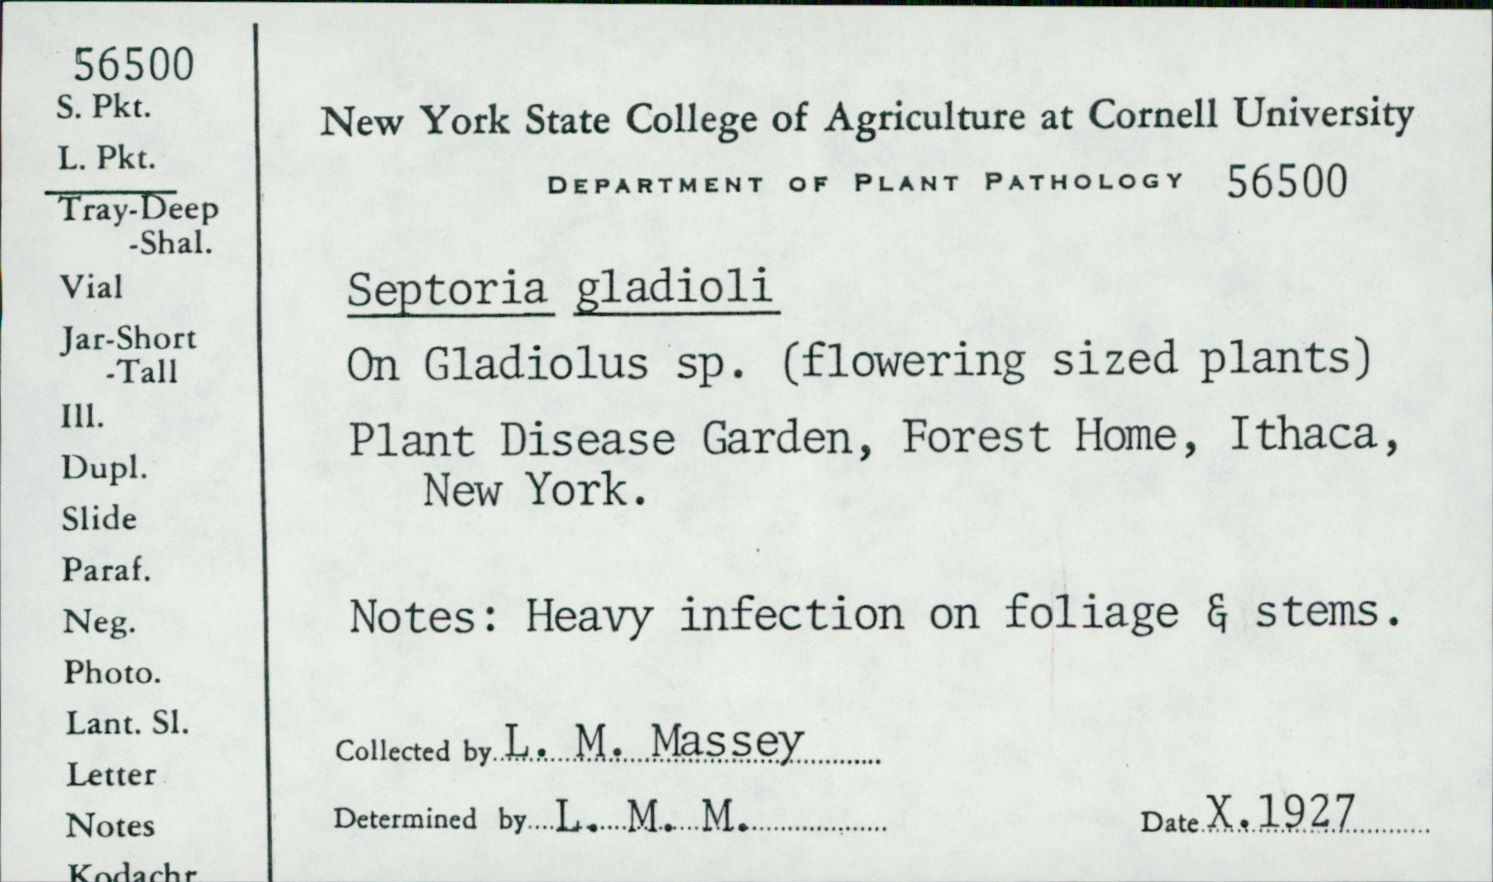 56500
S. Pkt.
L. Pkt.
Tray-Deep
-Shal.
Vial
Jar-Short
-Tall
Ill.
Dupl.
Slide
Paraf.
Neg.
Photo.
Lant. Sl.
Letter
Notes
Kodachr.
New York State College of Agriculture at Cornell University
DEPARTMENT OF PLANT PATHOLOGY 56500
Septoria gladioli
On Gladiolus sp. (flowering sized plants)
Plant Disease Garden, Forest Home, Ithaca,
New York.
Notes: Heavy infection on foliage & stems.
Collected by L. M. Massey
Determined by L. M. M.
Date X.1927